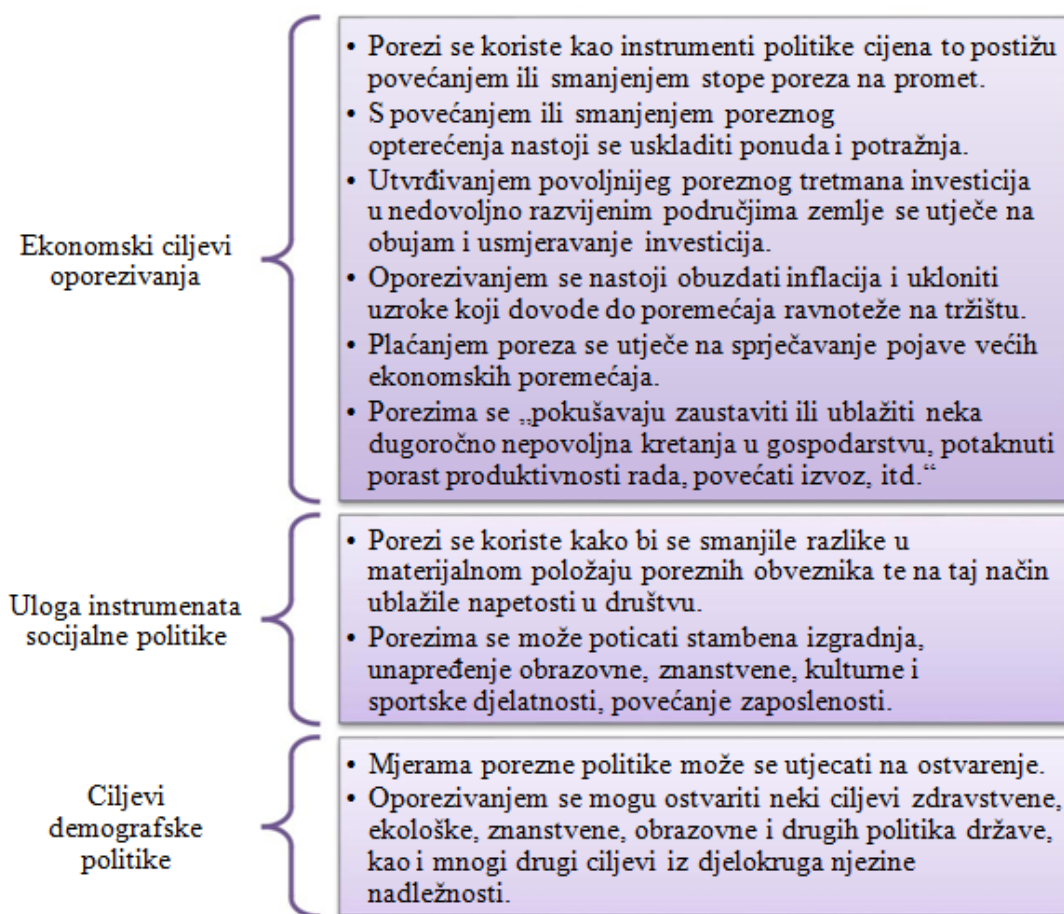 Ekonomski ciljevi
oporezivanja
• Porezi se koriste kao instrumenti politike cijena to postižu
povećanjem ili smanjenjem stope poreza na promet.
• S povećanjem ili smanjenjem poreznog
opterećenja nastoji se uskladiti ponuda i potražnja.
• Utvrđivanjem povoljnijeg poreznog tretmana investicija
u nedovoljno razvijenim područjima zemlje se utječe na
obujam i usmjeravanje investicija.
• Oporezivanjem se nastoji obuzdati inflacija i ukloniti
uzroke koji dovode do poremećaja ravnoteže na tržištu.
• Plaćanjem poreza se utječe na sprječavanje pojave većih
ekonomskih poremećaja.
• Porezima se „pokušavaju zaustaviti ili ublažiti neka
dugoročno nepovoljna kretanja u gospodarstvu, potaknuti
porast produktivnosti rada, povećati izvoz, itd.“
Uloga instrumenata
socijalne politike
• Porezi se koriste kako bi se smanjile razlike u
materijalnom položaju poreznih obveznika te na taj način
ublažile napetosti u društvu.
• Porezima se može poticati stambena izgradnja,
unapređenje obrazovne, znanstvene, kulturne i
sportske djelatnosti, povećanje zaposlenosti.
Ciljevi
demografske
politike
• Mjerama porezne politike može se utjecati na ostvarenje.
• Oporezivanjem se mogu ostvariti neki ciljevi zdravstvene,
ekološke, znanstvene, obrazovne i drugih politika države,
kao i mnogi drugi ciljevi iz djelokruga njezine
nadležnosti.